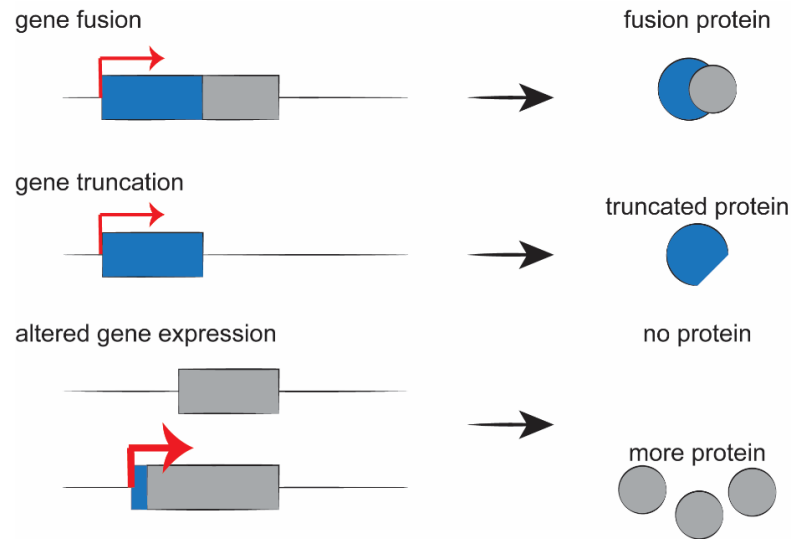 gene fusion
fusion protein
gene truncation
truncated protein
altered gene expression
no protein
more protein